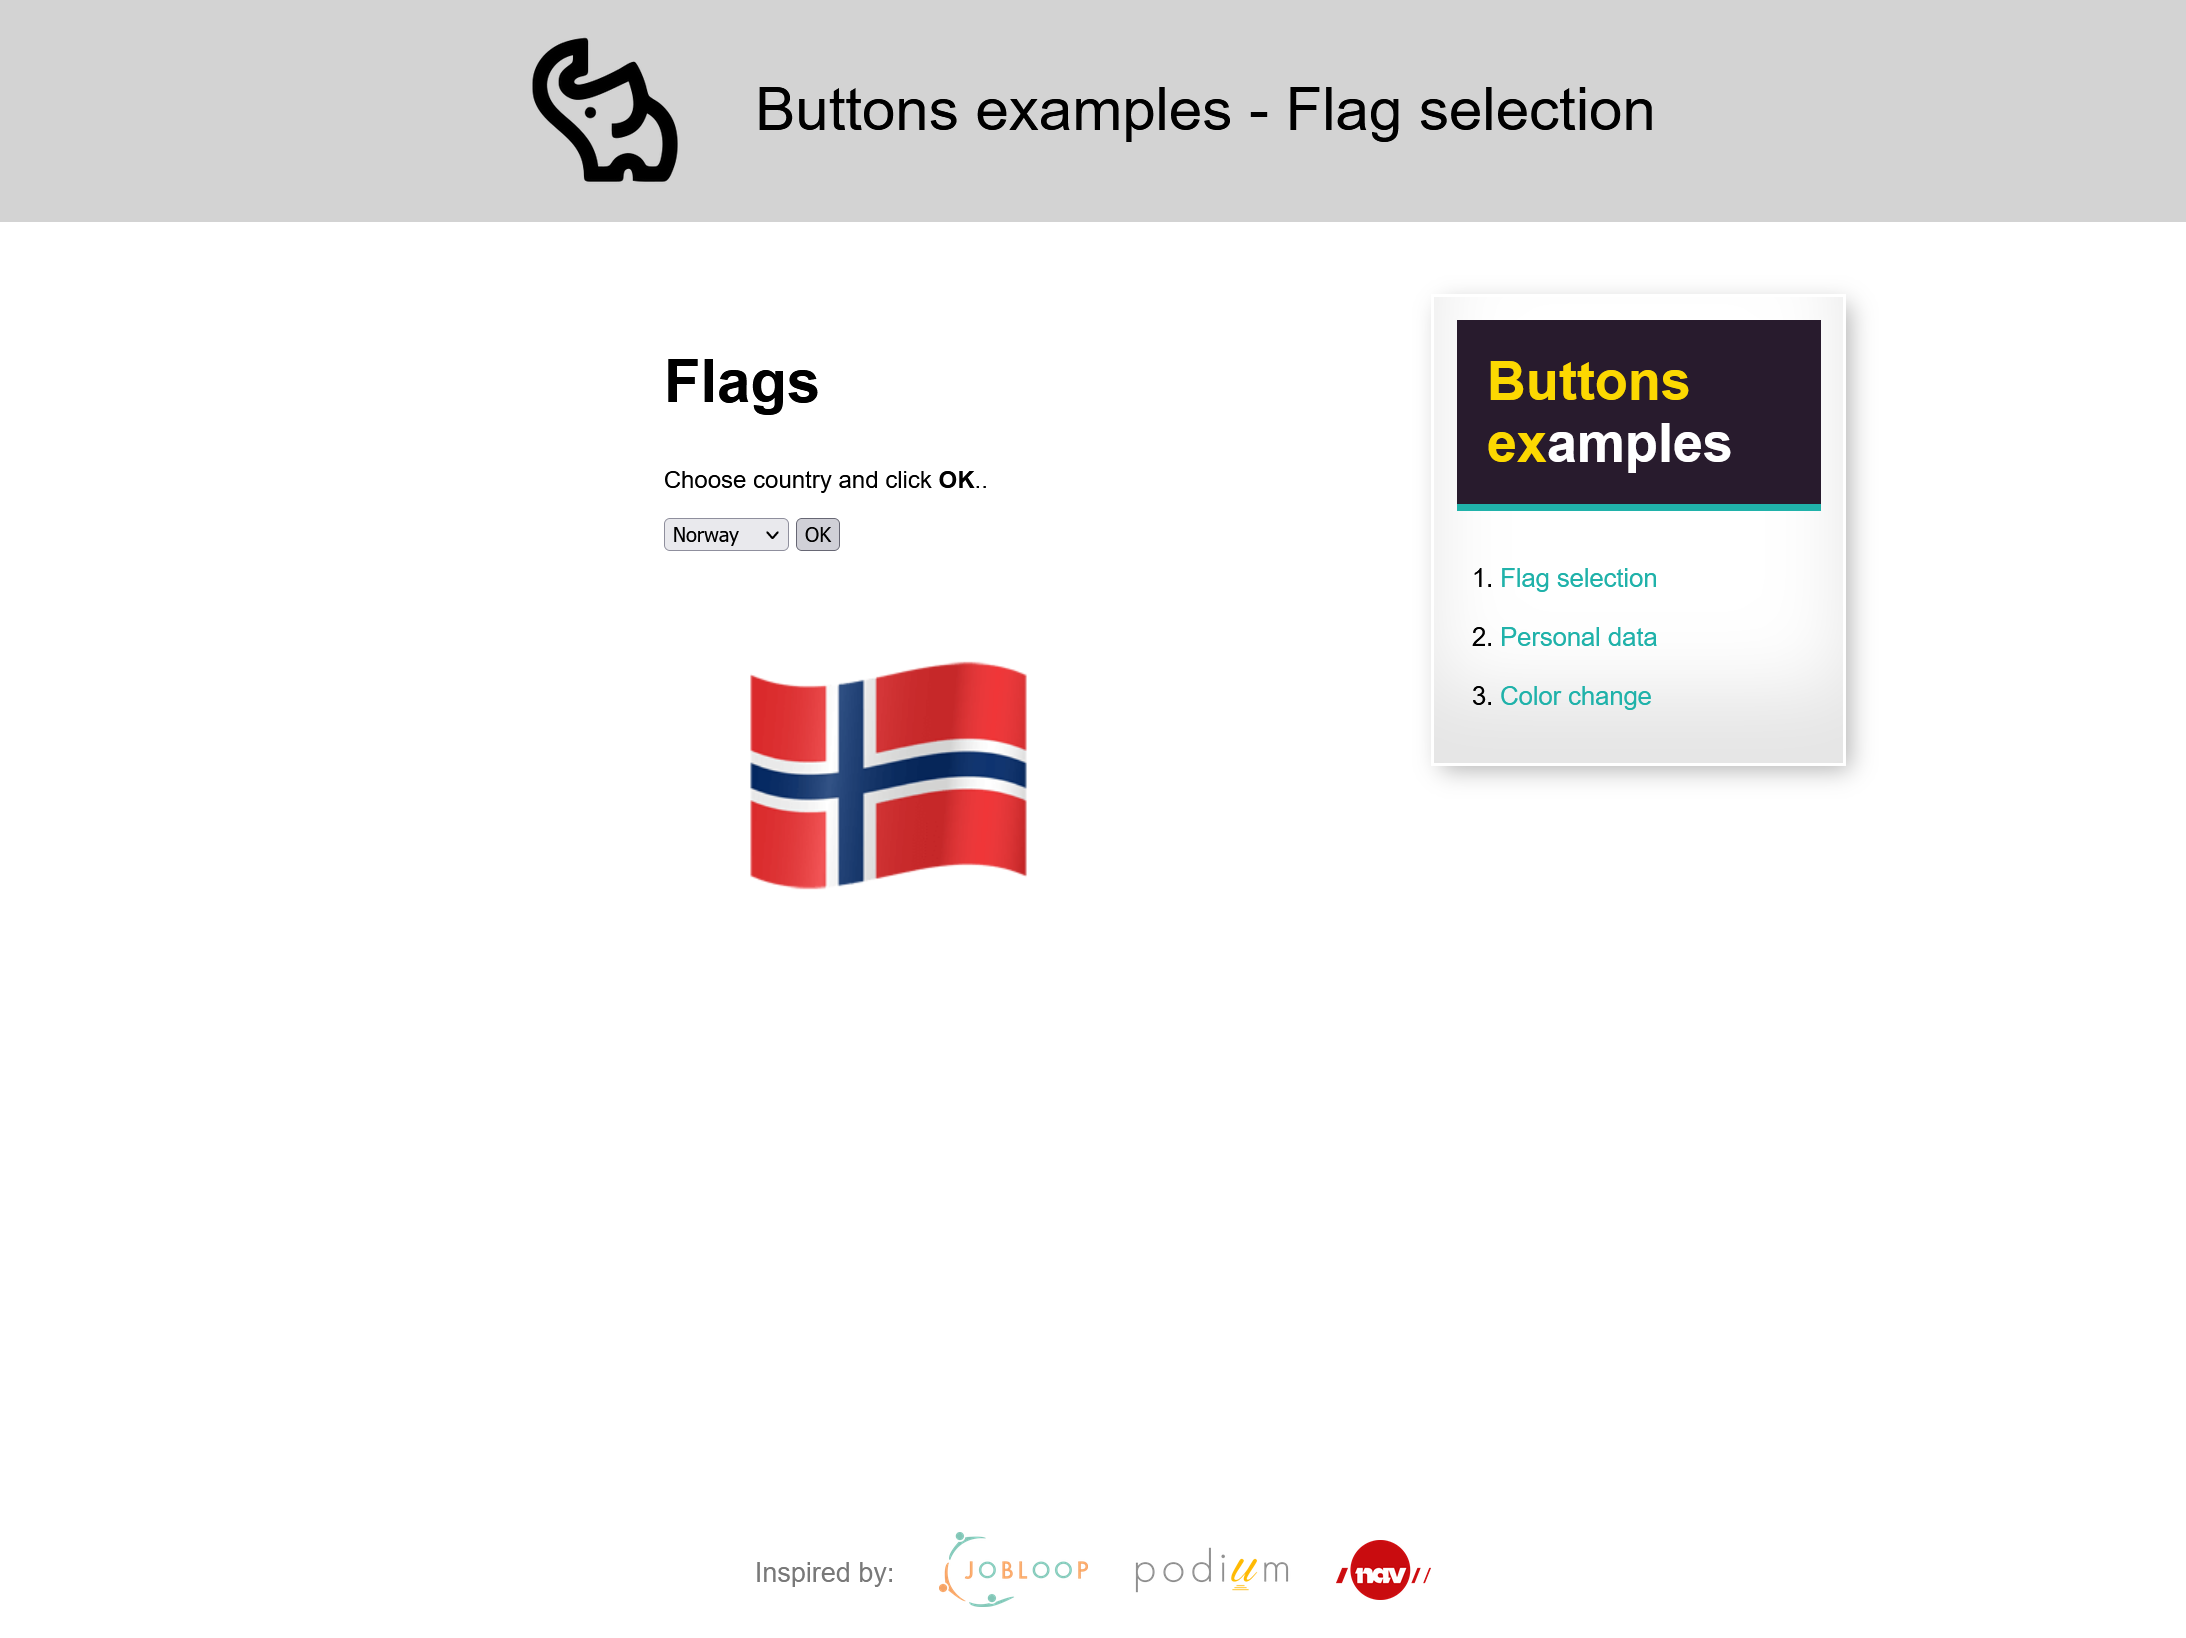 Buttons examples - Flag selection
Flags
Choose country and click OK..
Norway
OK
Buttons
examples
1. Flag selection
2. Personal data
3. Color change
Inspired by:
JOBLOOP
podium
nav